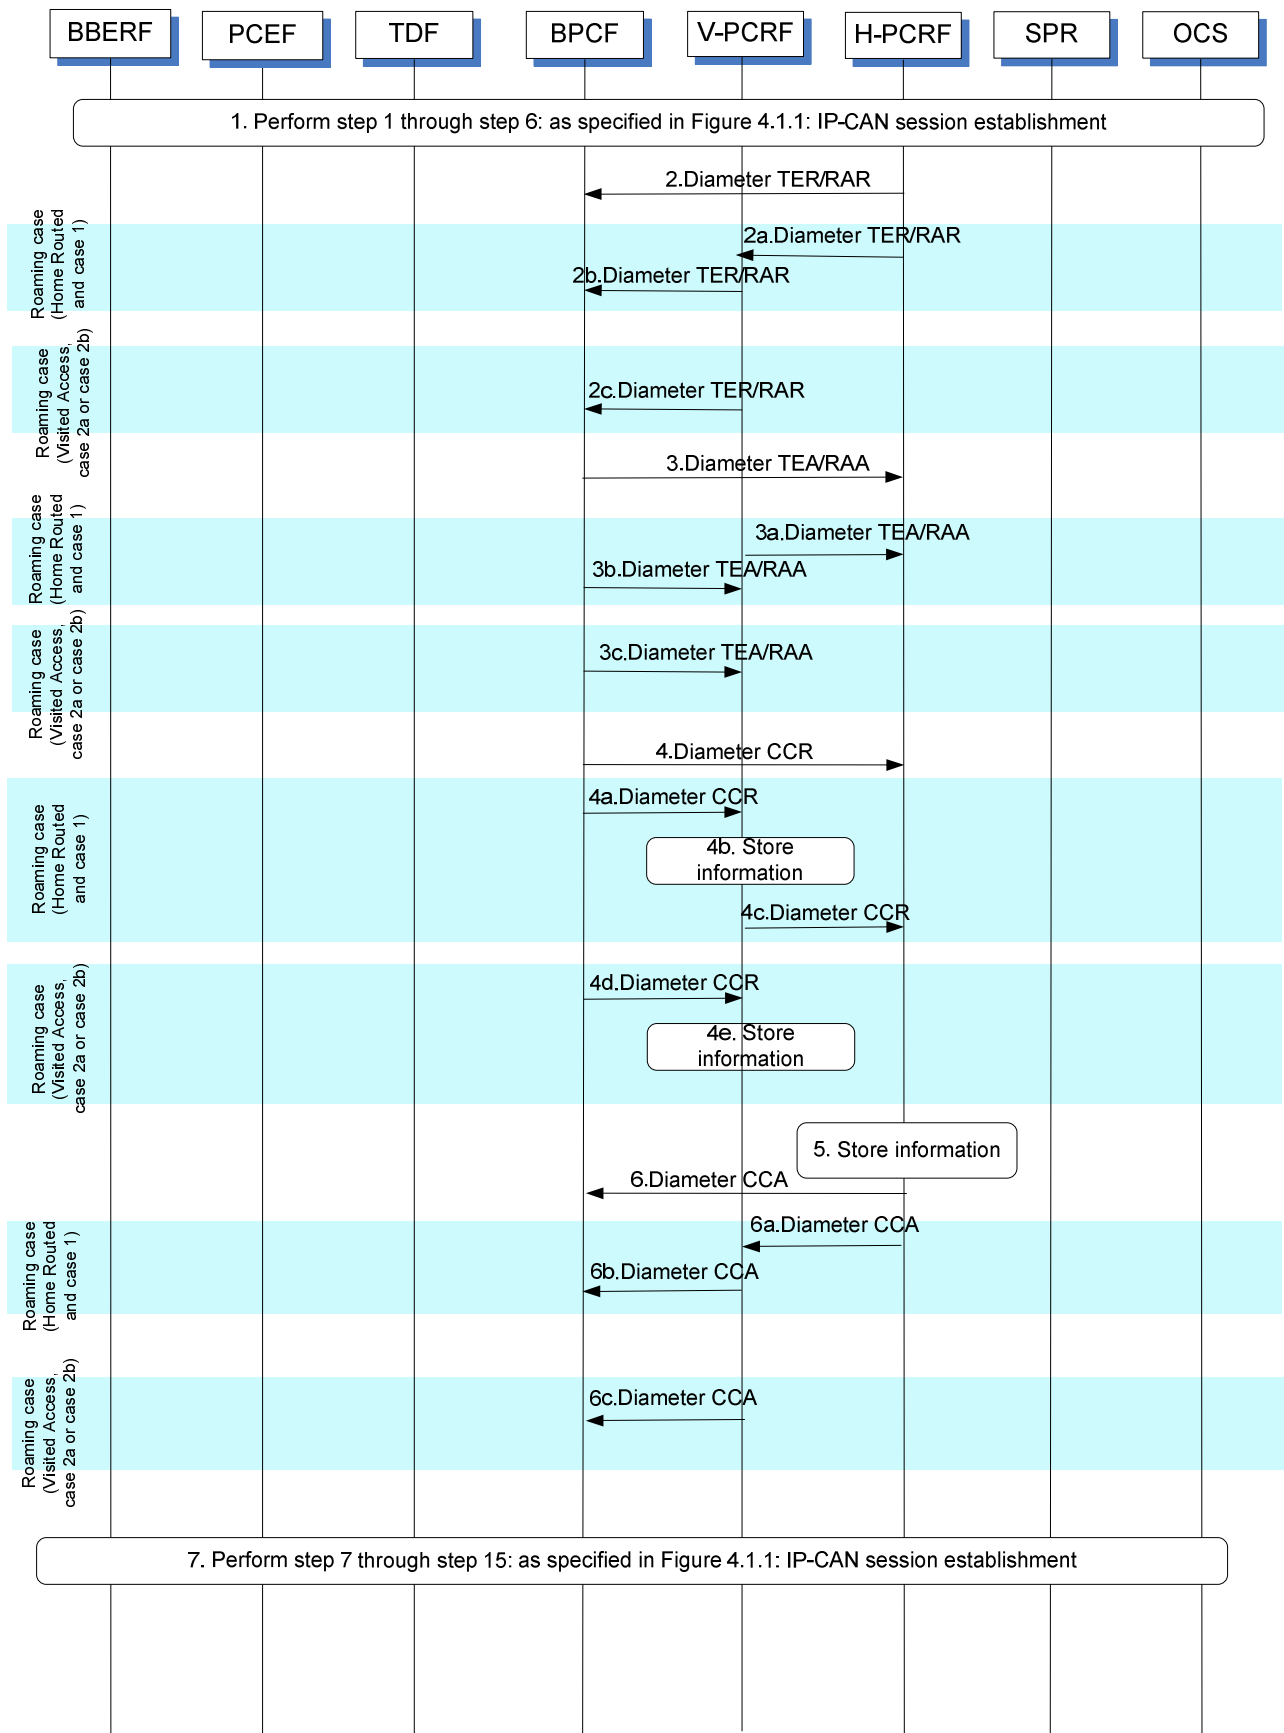 BBERF PCEF TDF BPCF V-PCRF H-PCRF SPR OCS
1. Perform step 1 through step 6: as specified in Figure 4.1.1: IP-CAN session establishment
2.Diameter TER/RAR
Roaming case
(Home Routed
and case 1)
2a.Diameter TER/RAR
2b.Diameter TER/RAR
Roaming case
(Visited Access,
case 2a or case 2b)
2c.Diameter TER/RAR
3.Diameter TEA/RAA
Roaming case
(Home Routed
and case 1)
3a.Diameter TEA/RAA
3b.Diameter TEA/RAA
Roaming case
(Visited Access,
case 2a or case 2b)
3c.Diameter TEA/RAA
4.Diameter CCR
Roaming case
(Home Routed
and case 1)
4a.Diameter CCR
4b. Store
information
4c.Diameter CCR
Roaming case
(Visited Access,
case 2a or case 2b)
4d.Diameter CCR
4e. Store
information
5. Store information
6.Diameter CCA
Roaming case
(Home Routed
and case 1)
6a.Diameter CCA
6b.Diameter CCA
Roaming case
(Visited Access,
case 2a or case 2b)
6c.Diameter CCA
7. Perform step 7 through step 15: as specified in Figure 4.1.1: IP-CAN session establishment